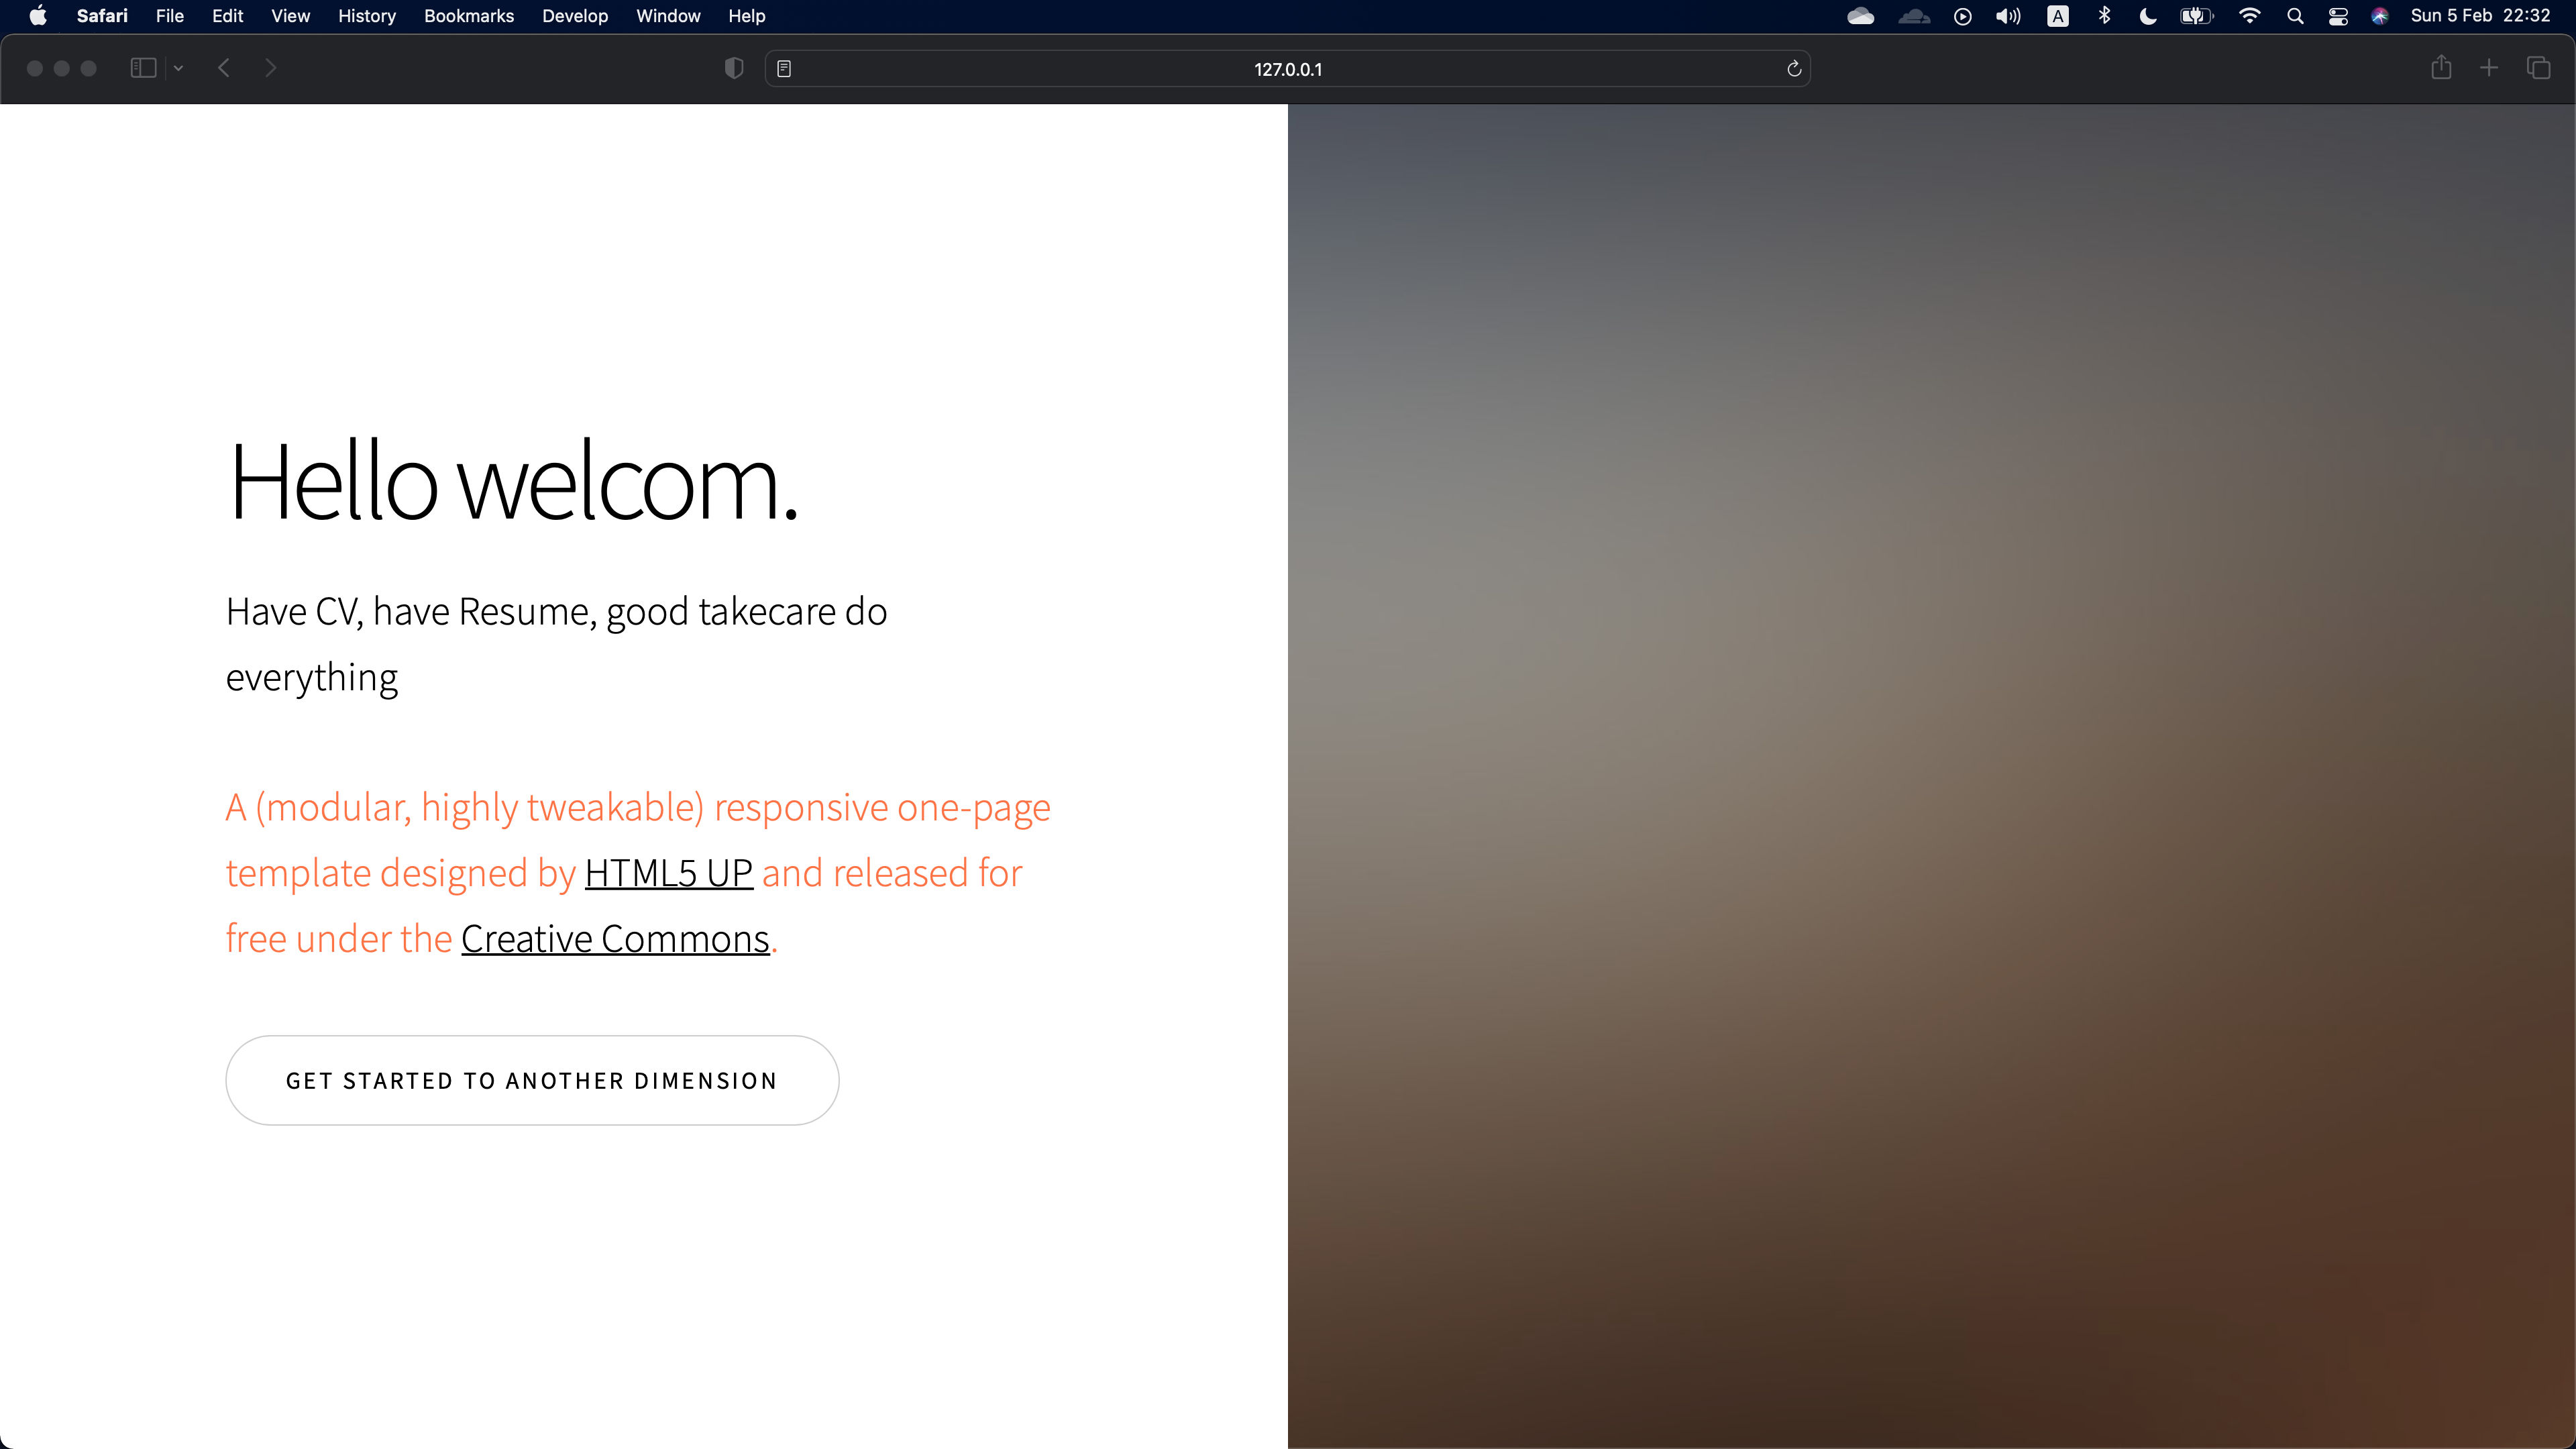 Safari File Edit View History Bookmarks Develop Window Help A Sun 5 Feb 22:32
127.0.0.1
Hello welcom.
Have CV, have Resume, good takecare do
everything
A (modular, highly tweakable) responsive one-page
template designed by HTML5 UP and released for
free under the Creative Commons.
GET STARTED TO ANOTHER DIMENSION